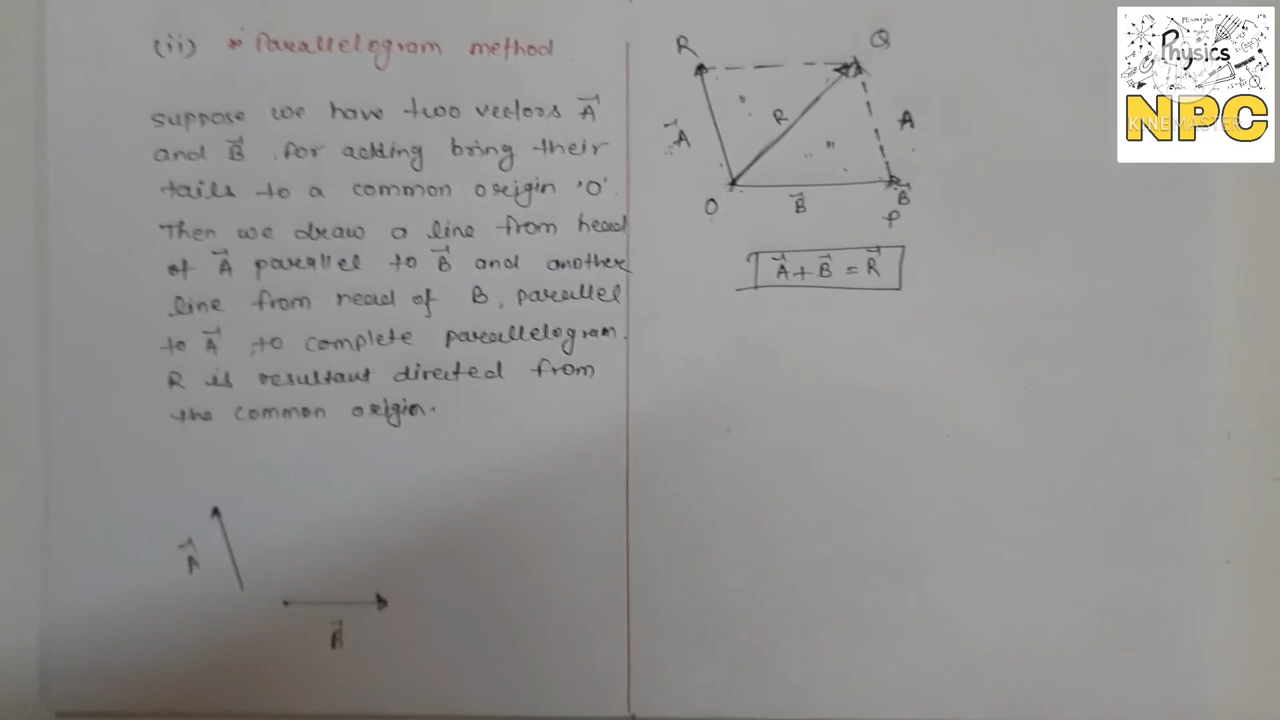 (ii) * Parallelogram method
suppose we have two vectors A⃗
and B⃗ . for adding bring their
tails to a common origin 'O'.
Then we draw a line from head
of A⃗ parallel to B⃗ and another
line from head of B, parallel
to A⃗ , to complete parallelogram.
R is resultant directed from
the common origin.
A⃗
B⃗
R
Q
A⃗
R
A
O
B⃗
B⃗
P
A⃗ + B⃗ = R⃗
Physics
NPC
KINEMASTER